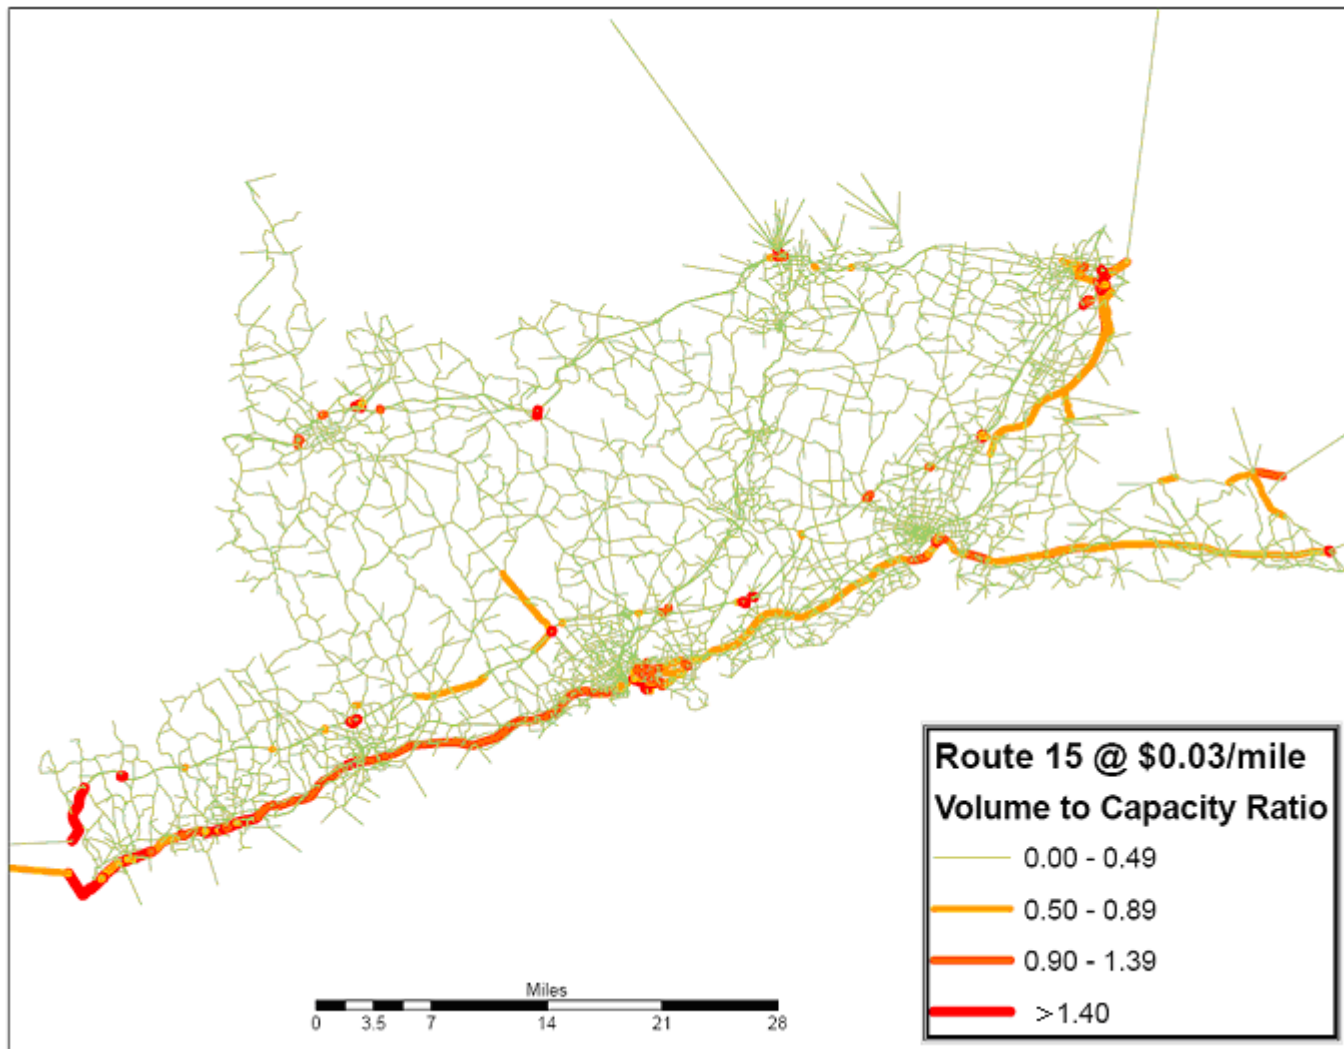 Route 15 @ $0.03/mile
Volume to Capacity Ratio
0.00 - 0.49
0.50 - 0.89
0.90 - 1.39
>1.40
Miles
0 3.5 7 14 21 28